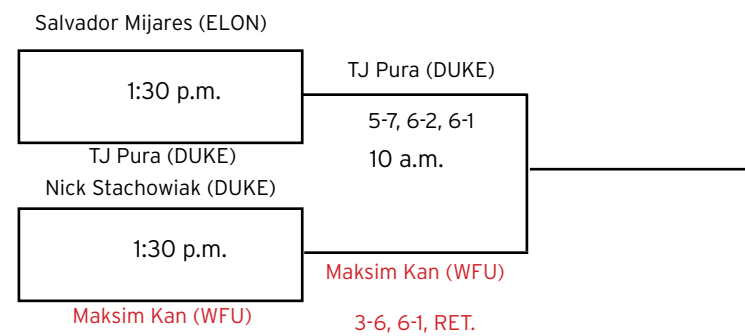 Salvador Mijares (ELON)
1:30 p.m.
TJ Pura (DUKE)
TJ Pura (DUKE)
5-7, 6-2, 6-1
10 a.m.
Nick Stachowiak (DUKE)
1:30 p.m.
Maksim Kan (WFU)
Maksim Kan (WFU)
3-6, 6-1, RET.